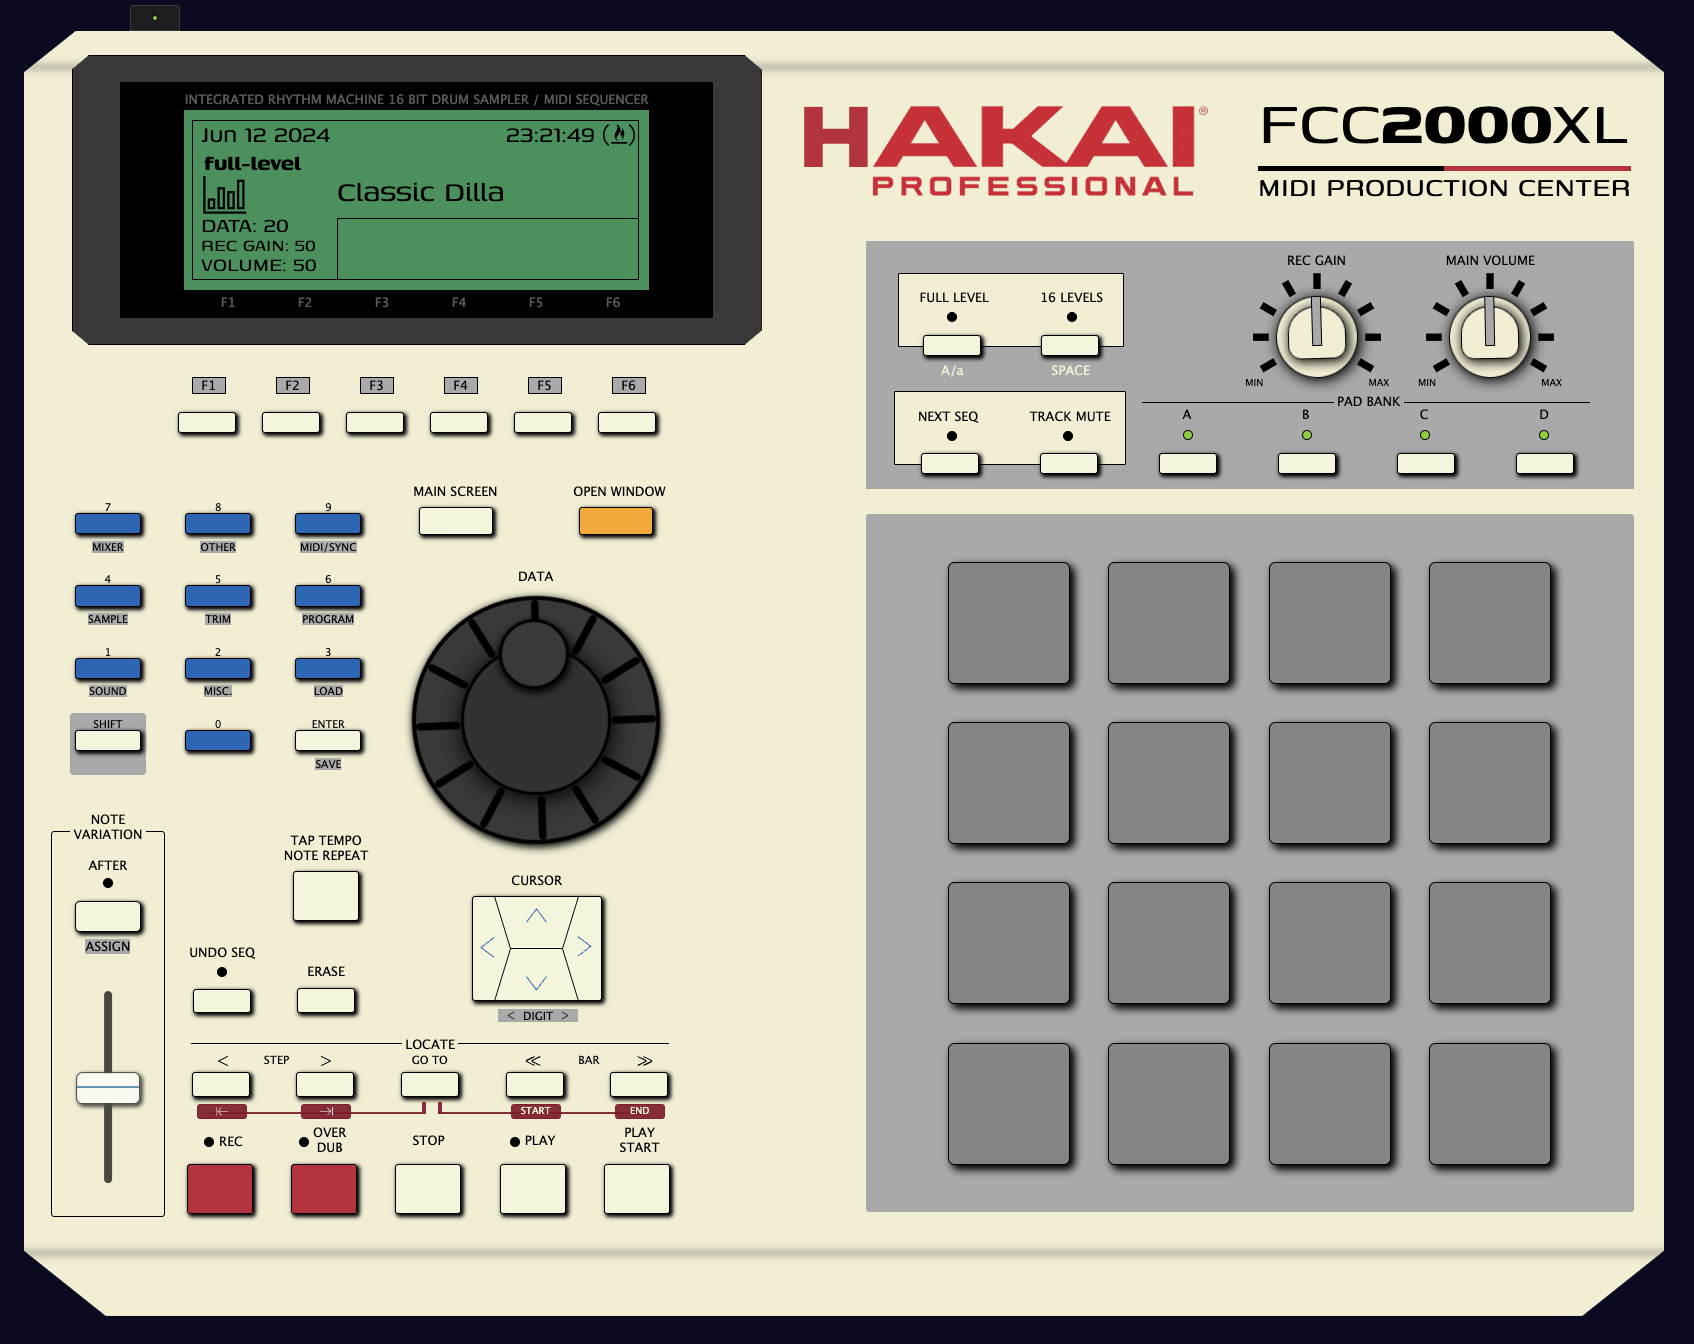 INTEGRATED RHYTHM MACHINE 16 BIT DRUM SAMPLER / MIDI SEQUENCER
Jun 12 2024 23:21:49
full-level
Classic Dilla
DATA: 20
REC GAIN: 50
VOLUME: 50
F1 F2 F3 F4 F5 F6
HAKAI®
PROFESSIONAL
FCC2000XL
MIDI PRODUCTION CENTER
F1 F2 F3 F4 F5 F6
MAIN SCREEN OPEN WINDOW
7 8 9
MIXER OTHER MIDI/SYNC
4 5 6
SAMPLE TRIM PROGRAM
1 2 3
SOUND MISC. LOAD
SHIFT 0 ENTER
SAVE
DATA
NOTE
VARIATION
AFTER
ASSIGN
TAP TEMPO
NOTE REPEAT
UNDO SEQ
ERASE
CURSOR
< DIGIT >
LOCATE
< STEP > GO TO ≪ BAR ≫
START END
REC
OVER
DUB
STOP
PLAY
PLAY
START
FULL LEVEL 16 LEVELS
A/a SPACE
NEXT SEQ TRACK MUTE
REC GAIN
MIN MAX
MAIN VOLUME
MIN MAX
PAD BANK
A B C D